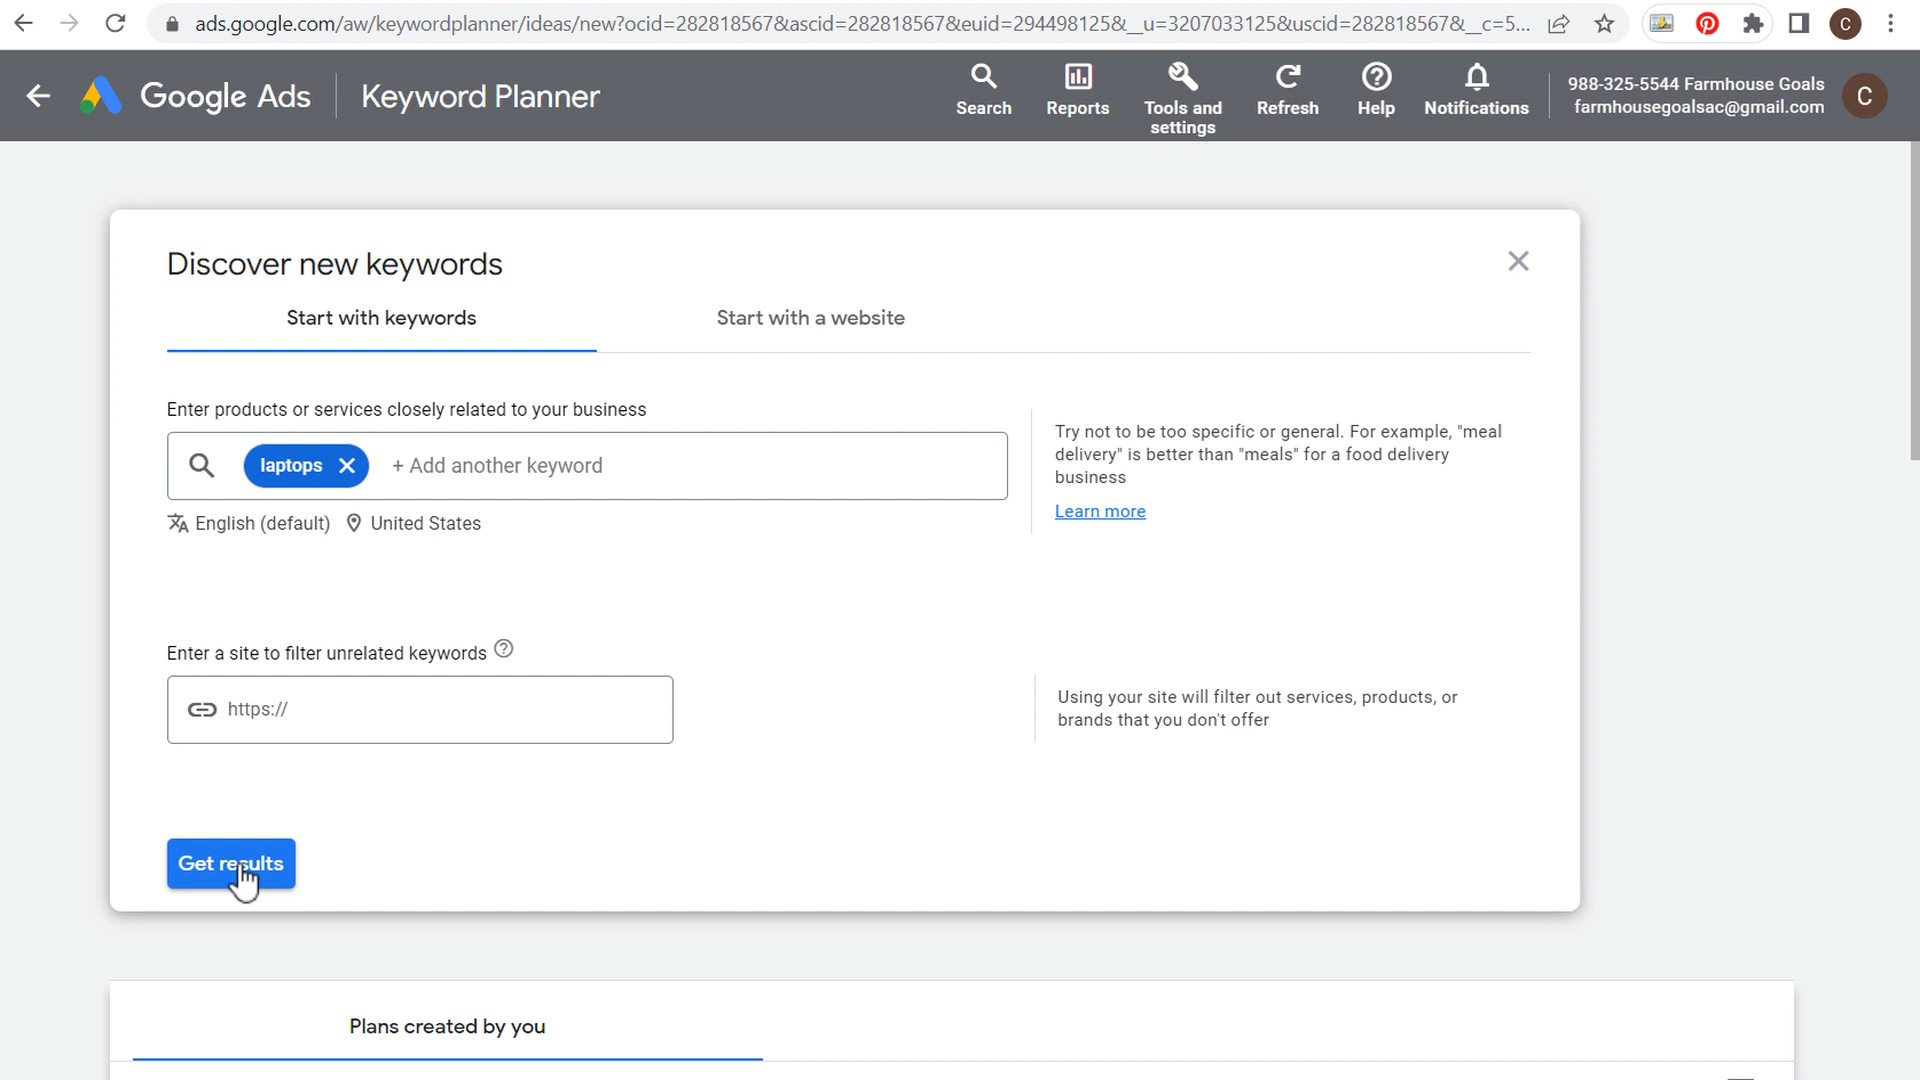 ads.google.com/aw/keywordplanner/ideas/new?ocid=282818567&ascid=282818567&euid=294498125&__u=3207033125&uscid=282818567&__c=5...
C
Google Ads
Keyword Planner
Search
Reports
Tools and
settings
Refresh
Help
Notifications
988-325-5544 Farmhouse Goals
farmhousegoalsac@gmail.com
C
Discover new keywords
Start with keywords
Start with a website
Enter products or services closely related to your business
laptops
+ Add another keyword
English (default)
United States
Try not to be too specific or general. For example, "meal
delivery" is better than "meals" for a food delivery
business
Learn more
Enter a site to filter unrelated keywords
https://
Using your site will filter out services, products, or
brands that you don't offer
Get results
Plans created by you